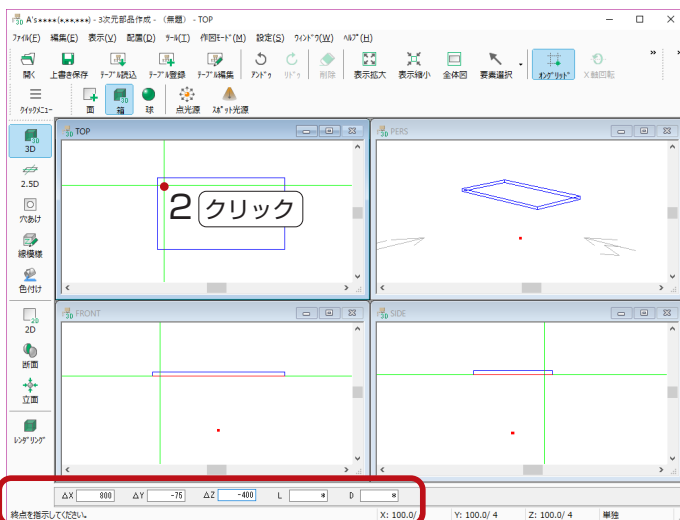 A's****(*,**,***) - 3次元部品作成 - （無題） - TOP
ﾌｧｲﾙ(F) 編集(E) 表示(V) 配置(D) ﾂｰﾙ(T) 作図ﾓｰﾄﾞ(M) 設定(S) ｳｨﾝﾄﾞｳ(W) ﾍﾙﾌﾟ(H)
開く 上書き保存 ﾃｰﾌﾞﾙ読込 ﾃｰﾌﾞﾙ登録 ﾃｰﾌﾞﾙ編集 ｱﾝﾄﾞｩ ﾘﾄﾞｩ 削除 表示拡大 表示縮小 全体図 要素選択 ｵﾝｸﾞﾘｯﾄﾞ X軸回転
ｸｲｯｸﾒﾆｭｰ 面 箱 球 点光源 ｽﾎﾟｯﾄ光源
3D
2.5D
穴あけ
線模様
色付け
2D
断面
立面
ﾚﾝﾀﾞﾘﾝｸﾞ
TOP
2 クリック
PERS
FRONT
SIDE
ΔX 800 ΔY -75 ΔZ -400 L * D *
終点を指示してください。 X: 100.0/ Y: 100.0/ 4 Z: 100.0/ 4 単独